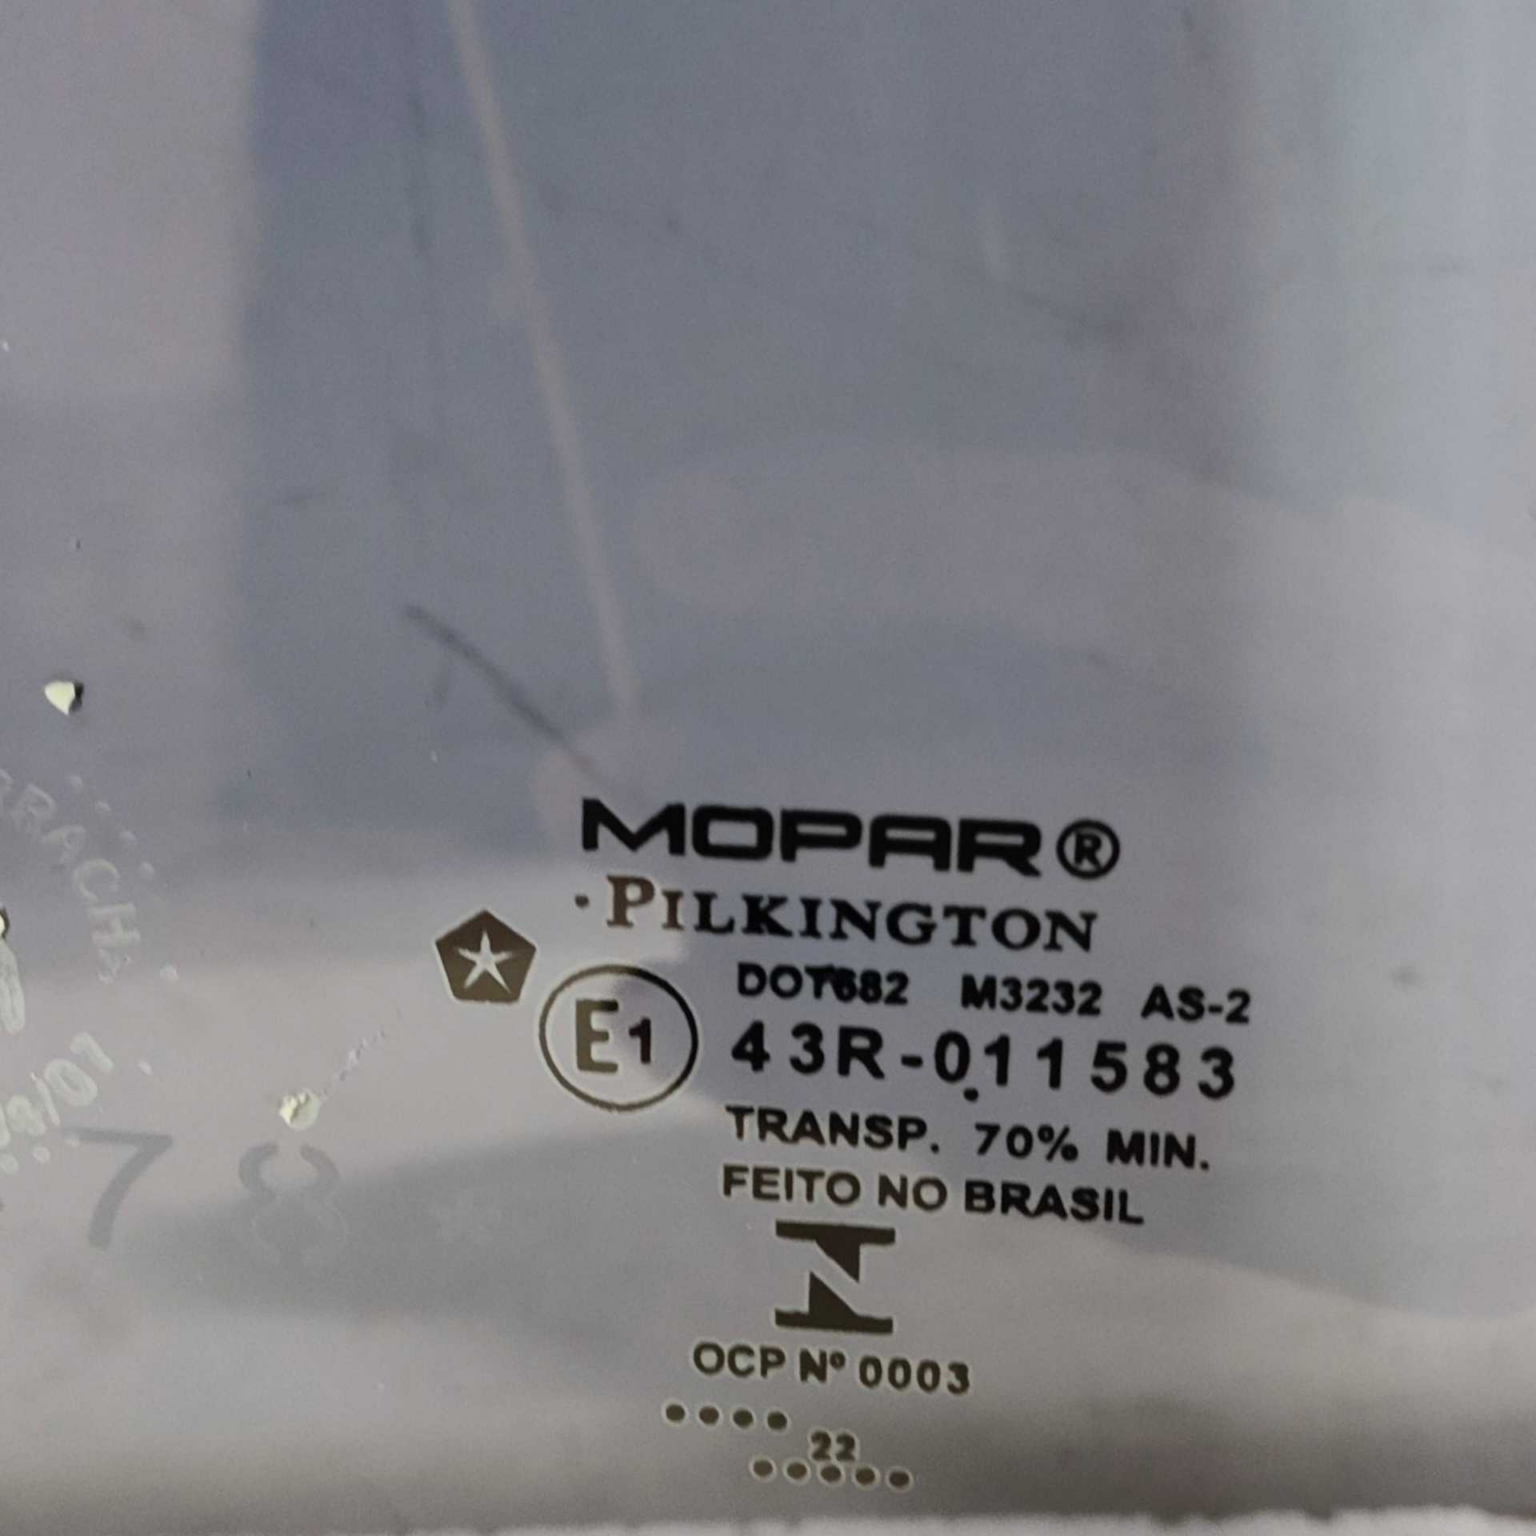 MOPAR®
PILKINGTON
DOT682 M3232 AS-2
E1 43R-011583
TRANSP. 70% MIN.
FEITO NO BRASIL
OCP Nº 0003
22
78